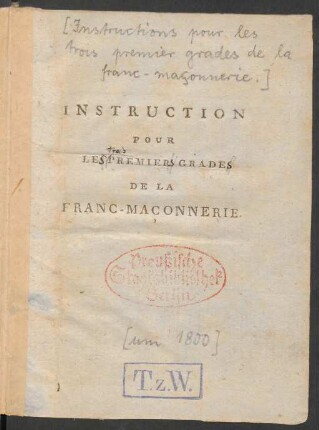 [Instructions pour les
trois premier grades de la
franc-maçonnerie.]
INSTRUCTION
POUR
trois
LES PREMIERS GRADES
DE LA
FRANC-MACONNERIE.
Preußische
Staatsbibliothek
Berlin
[um 1800]
T.z.W.